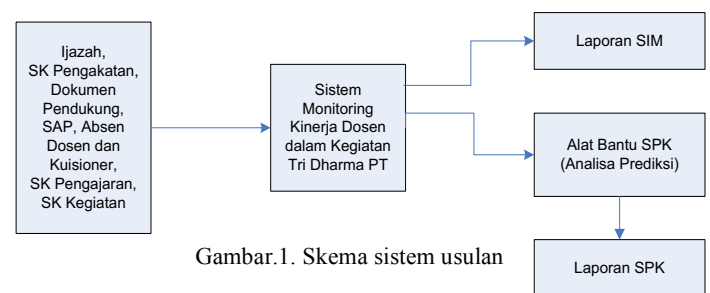 Ijazah,
SK Pengakatan,
Dokumen
Pendukung,
SAP, Absen
Dosen dan
Kuisioner,
SK Pengajaran,
SK Kegiatan
Sistem
Monitoring
Kinerja Dosen
dalam Kegiatan
Tri Dharma PT
Laporan SIM
Alat Bantu SPK
(Analisa Prediksi)
Laporan SPK
Gambar.1. Skema sistem usulan